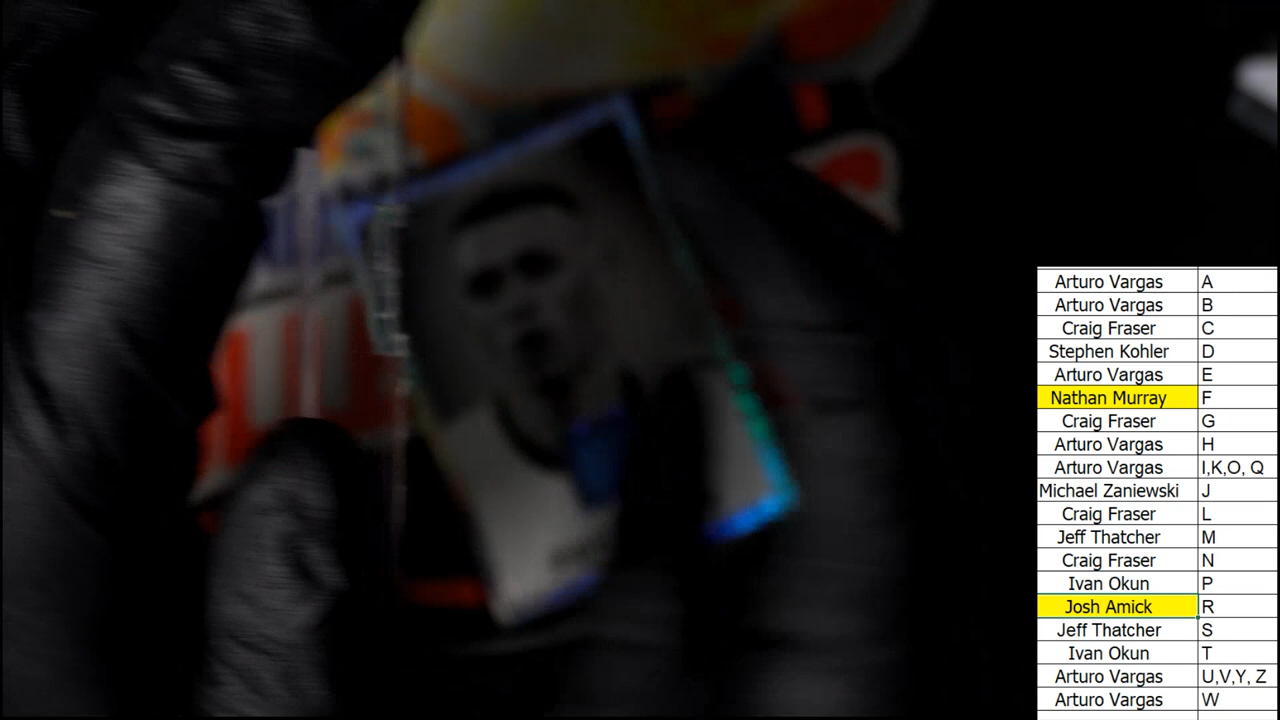 Arturo Vargas A
Arturo Vargas B
Craig Fraser C
Stephen Kohler D
Arturo Vargas E
Nathan Murray F
Craig Fraser G
Arturo Vargas H
Arturo Vargas I,K,O, Q
Michael Zaniewski J
Craig Fraser L
Jeff Thatcher M
Craig Fraser N
Ivan Okun P
Josh Amick R
Jeff Thatcher S
Ivan Okun T
Arturo Vargas U,V,Y, Z
Arturo Vargas W